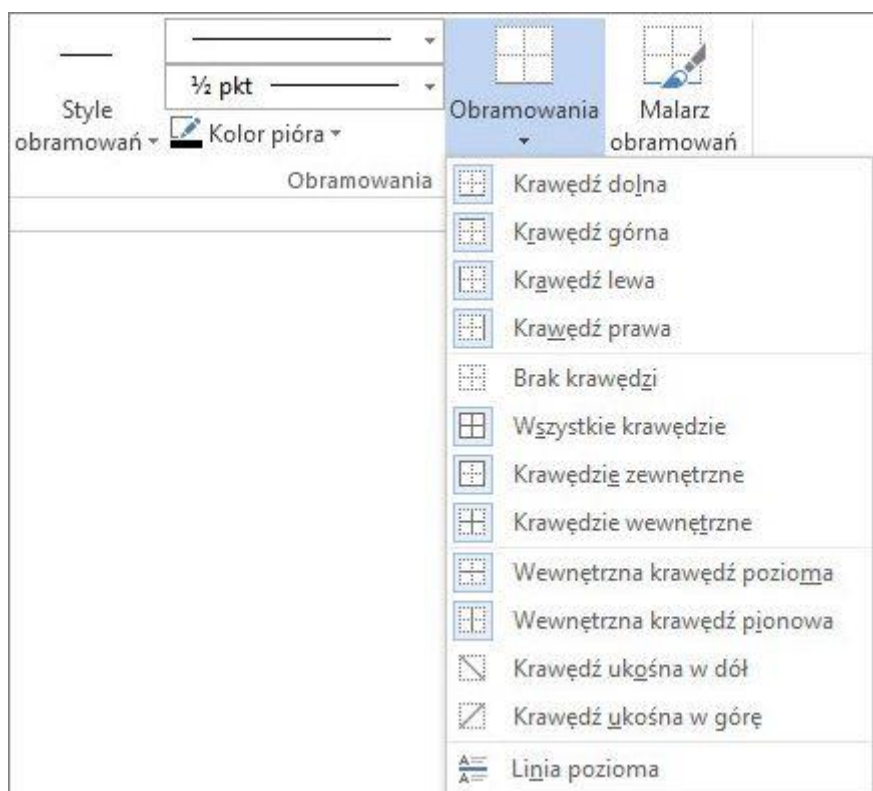 ½ pkt
Style
obramowań
Kolor pióra
Obramowania
Malarz
obramowań
Obramowania
Krawędź dolna
Krawędź górna
Krawędź lewa
Krawędź prawa
Brak krawędzi
Wszystkie krawędzie
Krawędzie zewnętrzne
Krawędzie wewnętrzne
Wewnętrzna krawędź pozioma
Wewnętrzna krawędź pionowa
Krawędź ukośna w dół
Krawędź ukośna w górę
Linia pozioma